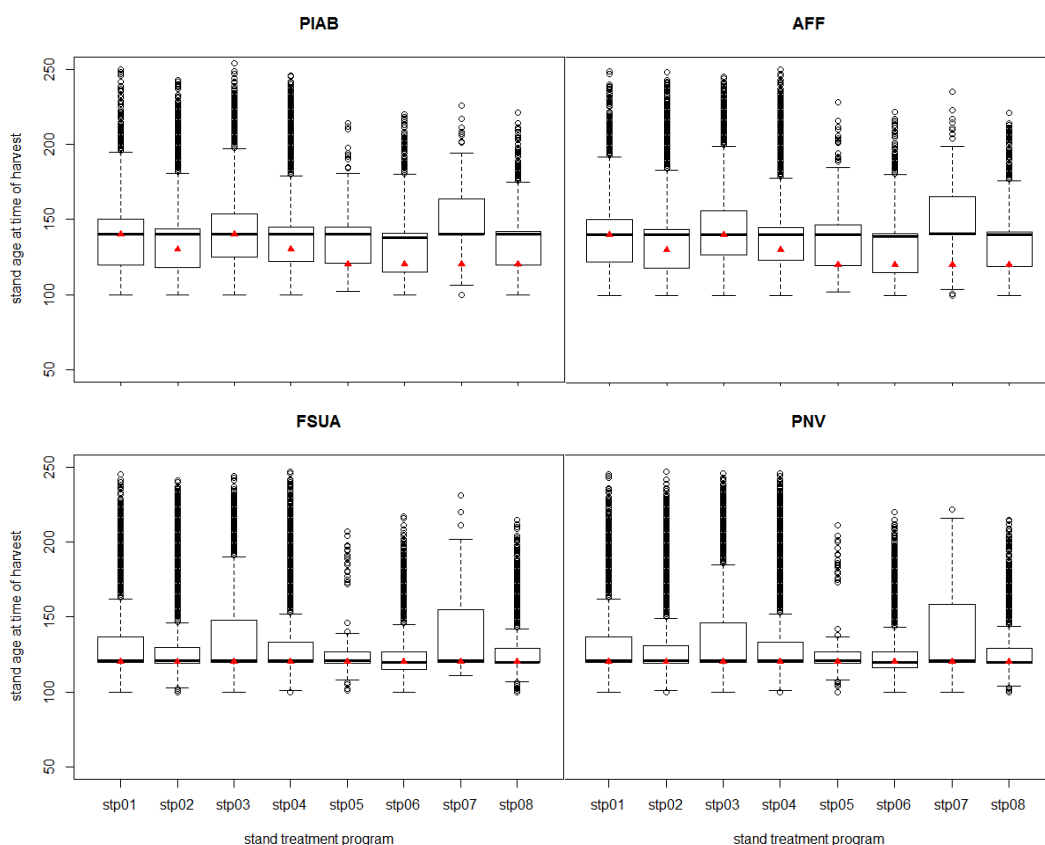 PIAB
AFF
stand age at time of harvest
250
200
150
100
50
FSUA
PNV
stand age at time of harvest
250
200
150
100
50
stp01 stp02 stp03 stp04 stp05 stp06 stp07 stp08
stp01 stp02 stp03 stp04 stp05 stp06 stp07 stp08
stand treatment program
stand treatment program